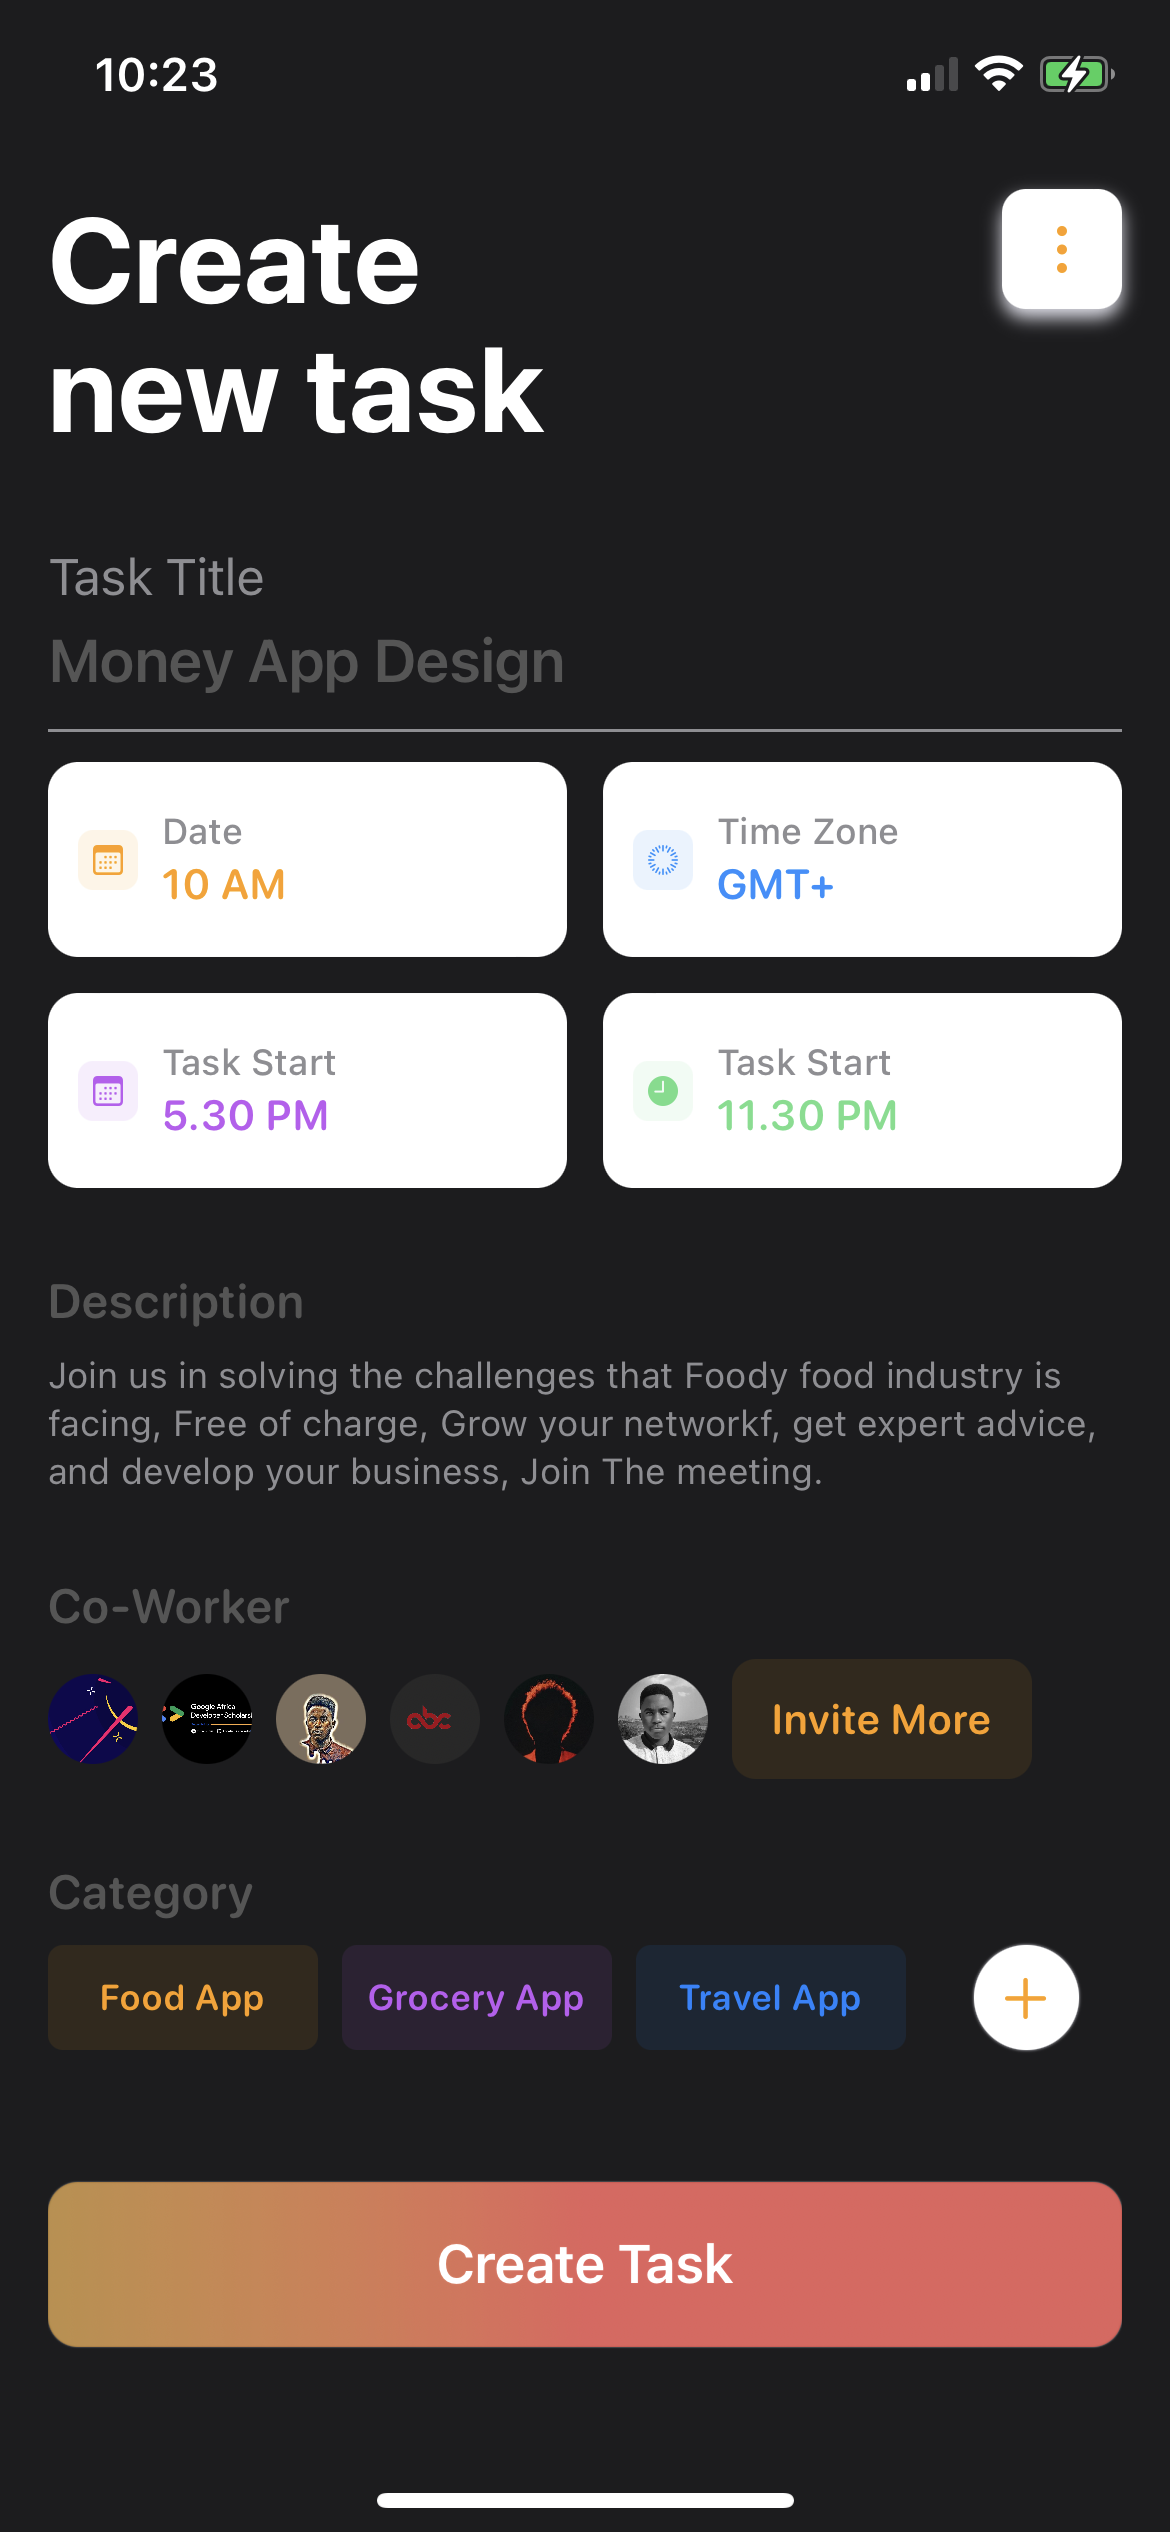 10:23
Create
new task
Task Title
Money App Design
Date
10 AM
Time Zone
GMT+
Task Start
5.30 PM
Task Start
11.30 PM
Description
Join us in solving the challenges that Foody food industry is
facing, Free of charge, Grow your networkf, get expert advice,
and develop your business, Join The meeting.
Co-Worker
Google Africa
Developer Scholarsh
abc
Invite More
Category
Food App
Grocery App
Travel App
Create Task